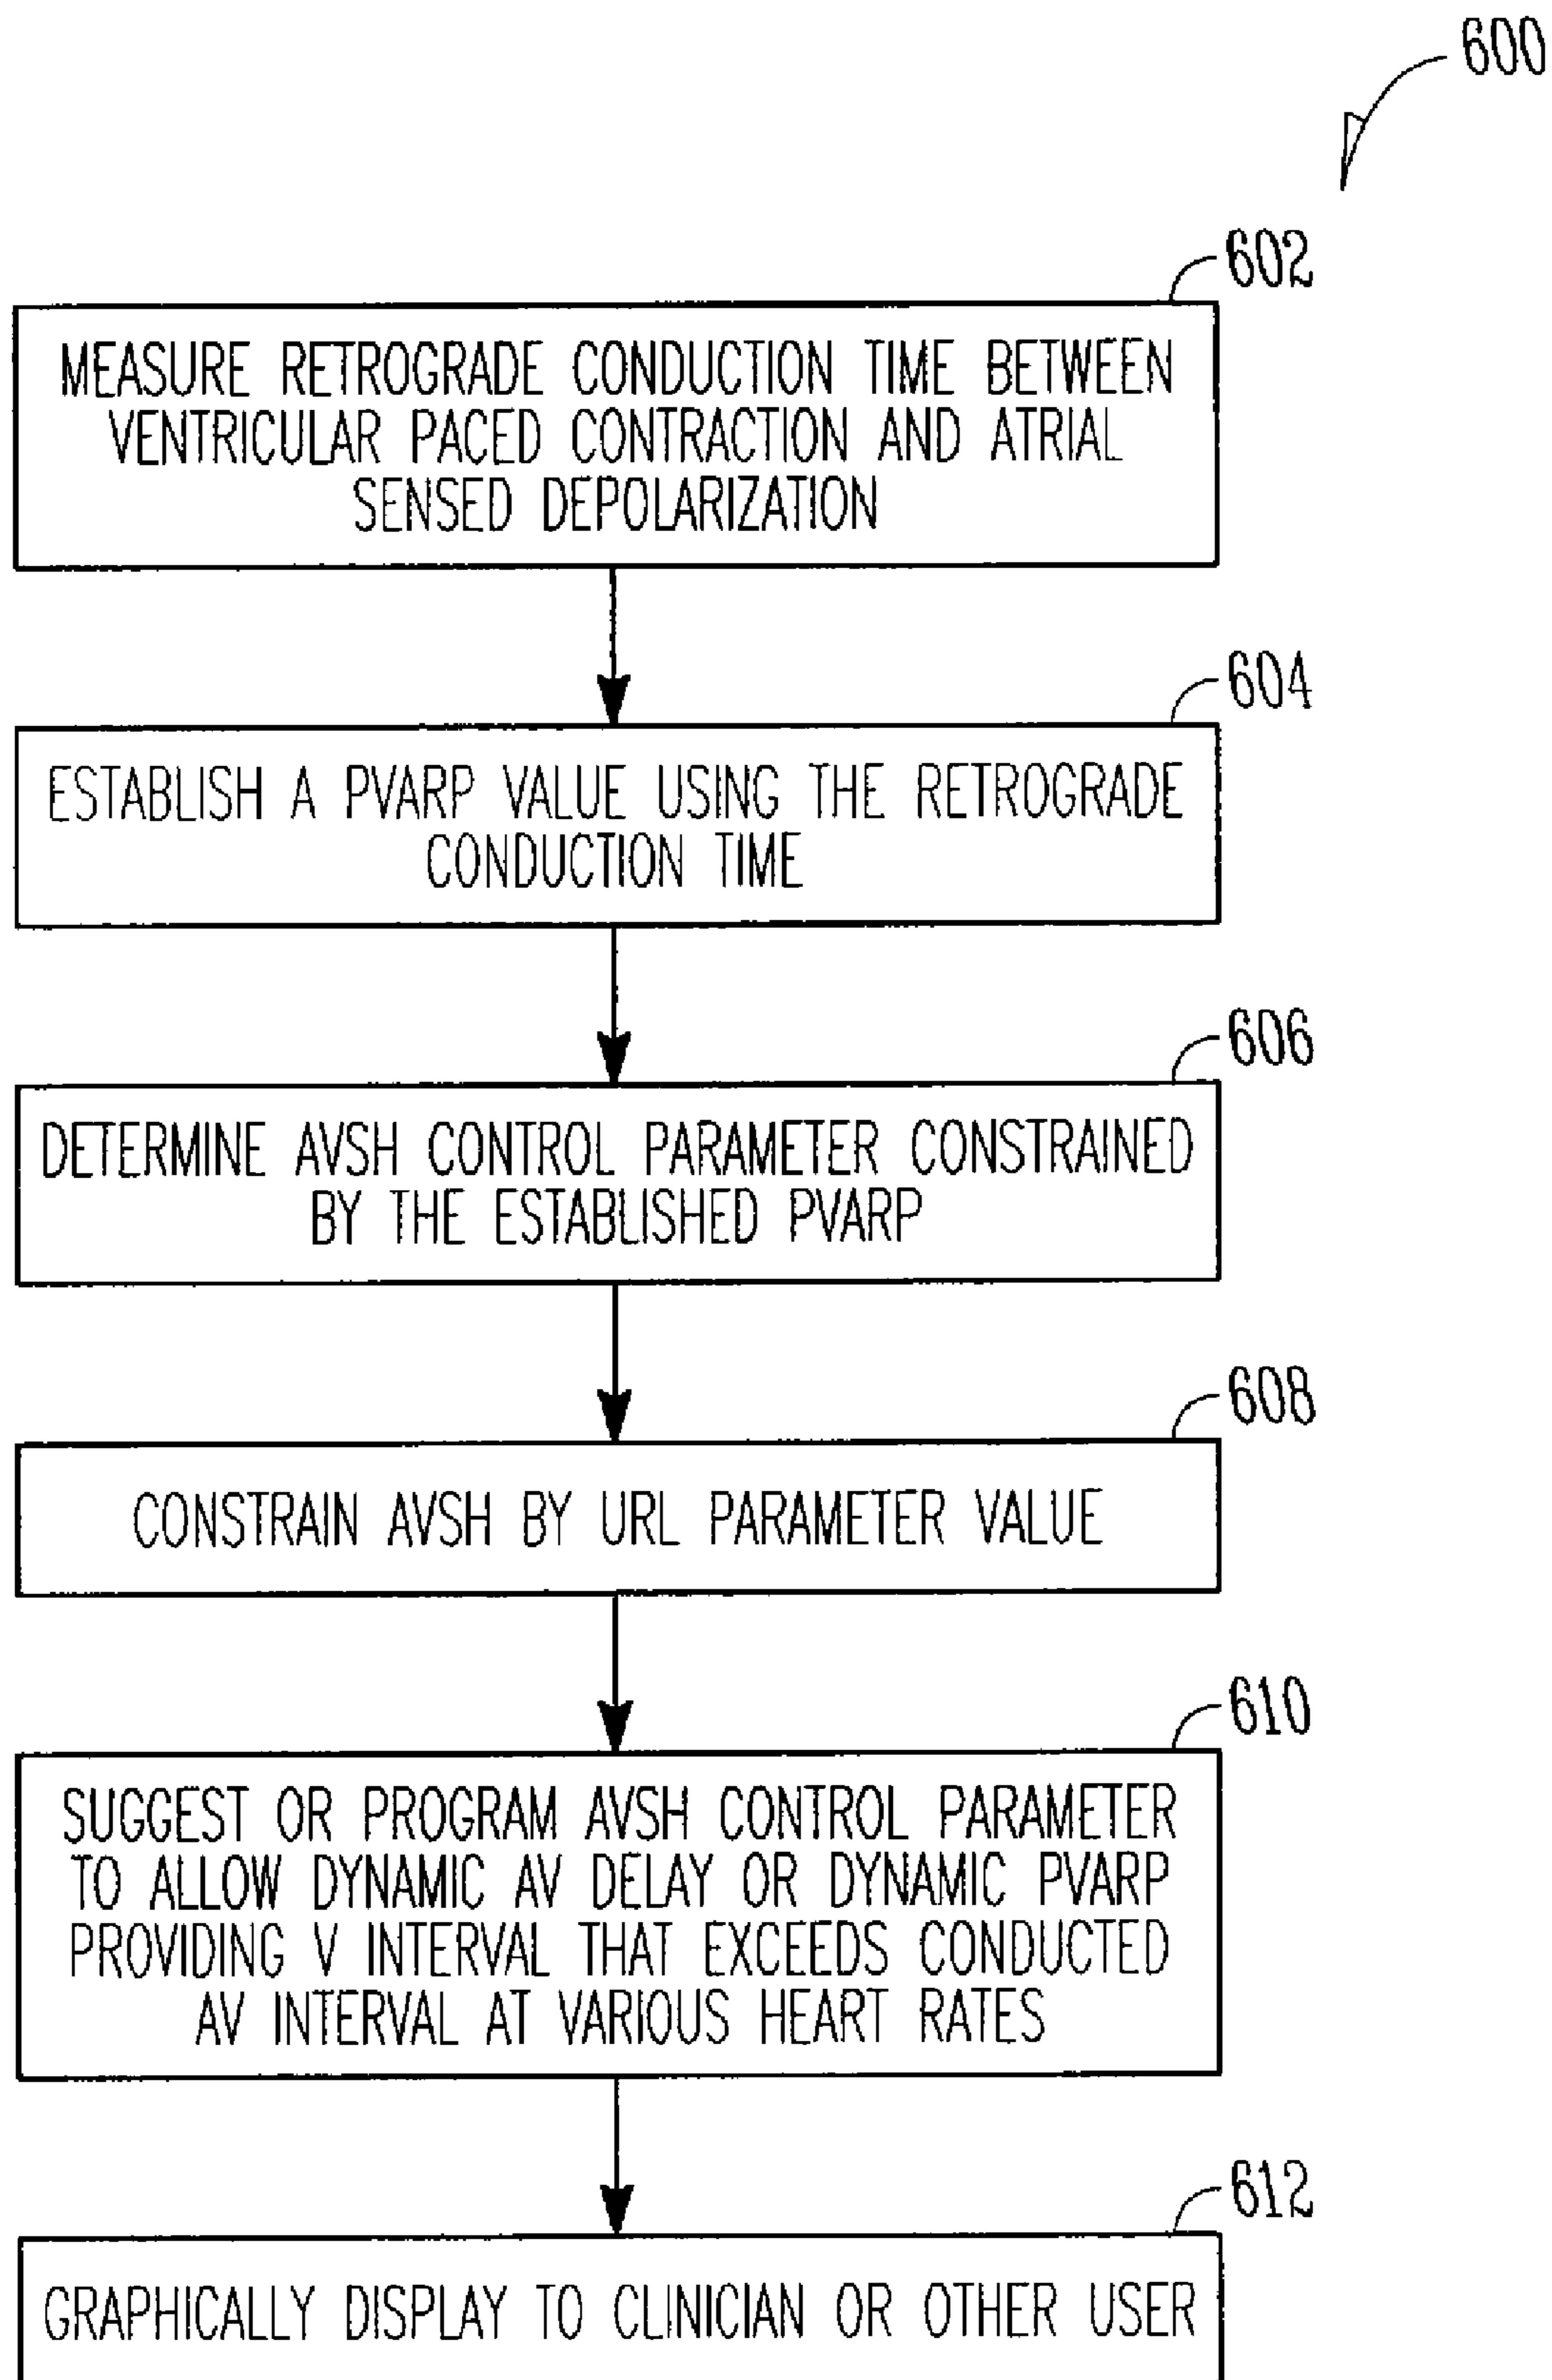 600
602
MEASURE RETROGRADE CONDUCTION TIME BETWEEN
VENTRICULAR PACED CONTRACTION AND ATRIAL
SENSED DEPOLARIZATION
604
ESTABLISH A PVARP VALUE USING THE RETROGRADE
CONDUCTION TIME
606
DETERMINE AVSH CONTROL PARAMETER CONSTRAINED
BY THE ESTABLISHED PVARP
608
CONSTRAIN AVSH BY URL PARAMETER VALUE
610
SUGGEST OR PROGRAM AVSH CONTROL PARAMETER
TO ALLOW DYNAMIC AV DELAY OR DYNAMIC PVARP
PROVIDING V INTERVAL THAT EXCEEDS CONDUCTED
AV INTERVAL AT VARIOUS HEART RATES
612
GRAPHICALLY DISPLAY TO CLINICIAN OR OTHER USER